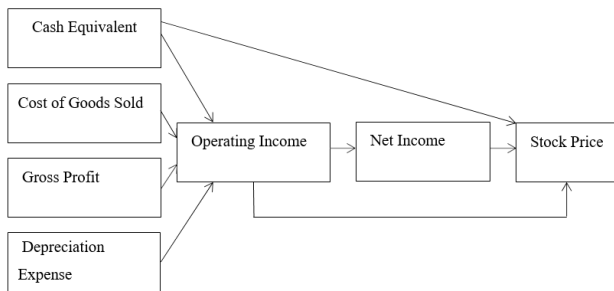 Cash Equivalent
Cost of Goods Sold
Operating Income
Net Income
Stock Price
Gross Profit
Depreciation
Expense